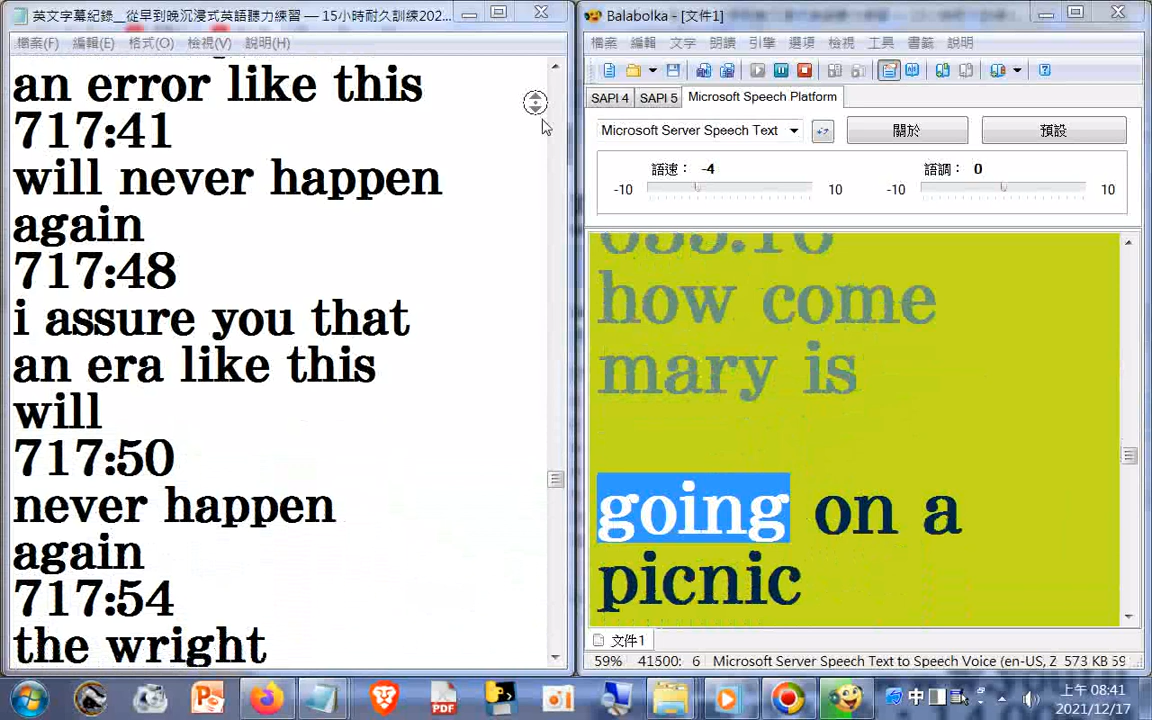 英文字幕紀錄__從早到晚沉浸式英語聽力練習 — 15小時耐久訓練202...
檔案(F) 編輯(E) 格式(O) 檢視(V) 說明(H)
an error like this
717:41
will never happen
again
717:48
i assure you that
an era like this
will
717:50
never happen
again
717:54
the wright
Balabolka - [文件1]
檔案 編輯 文字 朗讀 引擎 選項 檢視 工具 書籤 說明
SAPI 4 SAPI 5 Microsoft Speech Platform
Microsoft Server Speech Text 關於 預設
語速： -4 語調： 0
-10 10 -10 10
how come
mary is
going on a
picnic
文件1
59% 41500: 6 Microsoft Server Speech Text to Speech Voice (en-US, Z 573 KB 59
中 上午 08:41
2021/12/17